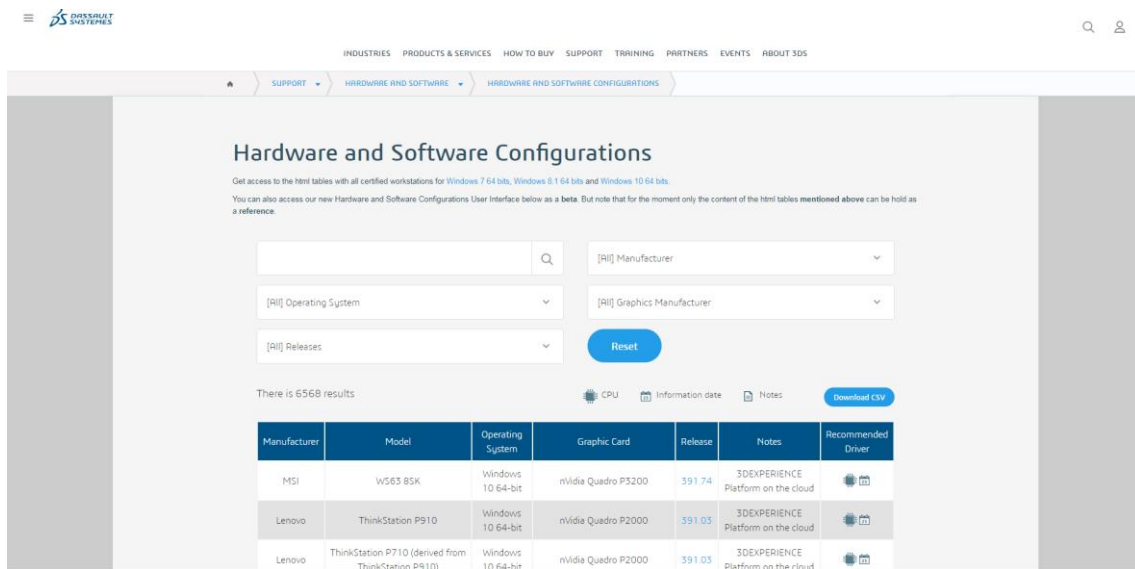 DASSAULT
SYSTEMES
INDUSTRIES PRODUCTS & SERVICES HOW TO BUY SUPPORT TRAINING PARTNERS EVENTS ABOUT 3DS
SUPPORT HARDWARE AND SOFTWARE HARDWARE AND SOFTWARE CONFIGURATIONS
Hardware and Software Configurations
Get access to the html tables with all certified workstations for Windows 7 64 bits, Windows 8.1 64 bits and Windows 10 64 bits.
You can also access our new Hardware and Software Configurations User Interface below as a beta. But note that for the moment only the content of the html tables mentioned above can be hold as
a reference.
[All] Manufacturer
[All] Operating System [All] Graphics Manufacturer
[All] Releases Reset
There is 6568 results CPU Information date Notes Download CSV
Manufacturer Model Operating System Graphic Card Release Notes Recommended Driver
MSI WS63 8SK Windows 10 64-bit nVidia Quadro P3200 391.74 3DEXPERIENCE Platform on the cloud
Lenovo ThinkStation P910 Windows 10 64-bit nVidia Quadro P2000 391.03 3DEXPERIENCE Platform on the cloud
Lenovo ThinkStation P710 (derived from ThinkStation P910) Windows 10 64-bit nVidia Quadro P2000 391.03 3DEXPERIENCE Platform on the cloud